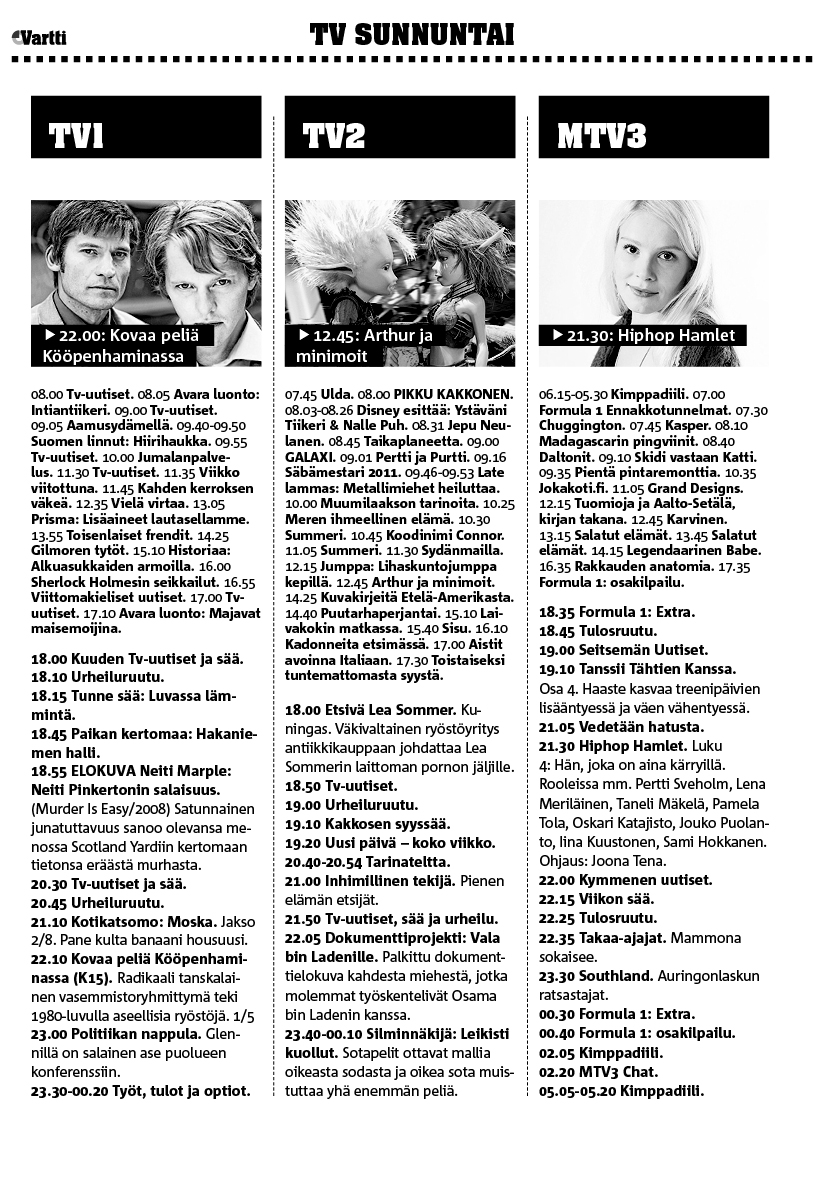 Vartti
TV SUNNUNTAI
TV1
22.00: Kovaa peliä
Kööpenhaminassa
08.00 Tv-uutiset. 08.05 Avara luonto:
Intiantiikeri. 09.00 Tv-uutiset.
09.05 Aamusydämellä. 09.40-09.50
Suomen linnut: Hiirihaukka. 09.55
Tv-uutiset. 10.00 Jumalanpalve-
lus. 11.30 Tv-uutiset. 11.35 Viikko
viitottuna. 11.45 Kahden kerroksen
väkeä. 12.35 Vielä virtaa. 13.05
Prisma: Lisäaineet lautasellamme.
13.55 Toisenlaiset frendit. 14.25
Gilmoren tytöt. 15.10 Historiaa:
Alkuasukkaiden armoilla. 16.00
Sherlock Holmesin seikkailut. 16.55
Viittomakieliset uutiset. 17.00 Tv-
uutiset. 17.10 Avara luonto: Majavat
maisemoijina.
18.00 Kuuden Tv-uutiset ja sää.
18.10 Urheiluruutu.
18.15 Tunne sää: Luvassa läm-
mintä.
18.45 Paikan kertomaa: Hakanie-
men halli.
18.55 ELOKUVA Neiti Marple:
Neiti Pinkertonin salaisuus.
(Murder Is Easy/2008) Satunnainen
junatuttavuus sanoo olevansa me-
nossa Scotland Yardiin kertomaan
tietonsa eräästä murhasta.
20.30 Tv-uutiset ja sää.
20.45 Urheiluruutu.
21.10 Kotikatsomo: Moska. Jakso
2/8. Pane kulta banaani housuusi.
22.10 Kovaa peliä Kööpenhami-
nassa (K15). Radikaali tanskalai-
nen vasemmistoryhmittymä teki
1980-luvulla aseellisia ryöstöjä. 1/5
23.00 Politiikan nappula. Glen-
nillä on salainen ase puolueen
konferenssiin.
23.30-00.20 Työt, tulot ja optiot.
TV2
12.45: Arthur ja
minimoit
07.45 Ulda. 08.00 PIKKU KAKKONEN.
08.03-08.26 Disney esittää: Ystäväni
Tiikeri & Nalle Puh. 08.31 Jepu Neu-
lanen. 08.45 Taikaplaneetta. 09.00
GALAXI. 09.01 Pertti ja Purtti. 09.16
Säbämestari 2011. 09.46-09.53 Late
lammas: Metallimiehet heiluttaa.
10.00 Muumilaakson tarinoita. 10.25
Meren ihmeellinen elämä. 10.30
Summeri. 10.45 Koodinimi Connor.
11.05 Summeri. 11.30 Sydänmailla.
12.15 Jumppa: Lihaskuntojumppa
kepillä. 12.45 Arthur ja minimoit.
14.25 Kuvakirjeitä Etelä-Amerikasta.
14.40 Puutarhaperjantai. 15.10 Lai-
vakokin matkassa. 15.40 Sisu. 16.10
Kadonneita etsimässä. 17.00 Aistit
avoinna Italiaan. 17.30 Toistaiseksi
tuntemattomasta syystä.
18.00 Etsivä Lea Sommer. Ku-
ningas. Väkivaltainen ryöstöyritys
antiikkikauppaan johdattaa Lea
Sommerin laittoman pornon jäljille.
18.50 Tv-uutiset.
19.00 Urheiluruutu.
19.10 Kakkosen syyssää.
19.20 Uusi päivä – koko viikko.
20.40-20.54 Tarinateltta.
21.00 Inhimillinen tekijä. Pienen
elämän etsijät.
21.50 Tv-uutiset, sää ja urheilu.
22.05 Dokumenttiprojekti: Vala
bin Ladenille. Palkittu dokument-
tielokuva kahdesta miehestä, jotka
molemmat työskentelivät Osama
bin Ladenin kanssa.
23.40-00.10 Silminnäkijä: Leikisti
kuollut. Sotapelit ottavat mallia
oikeasta sodasta ja oikea sota muis-
tuttaa yhä enemmän peliä.
MTV3
21.30: Hiphop Hamlet
06.15-05.30 Kimppadiili. 07.00
Formula 1 Ennakkotunnelmat. 07.30
Chuggington. 07.45 Kasper. 08.10
Madagascarin pingviinit. 08.40
Daltonit. 09.10 Skidi vastaan Katti.
09.35 Pientä pintaremonttia. 10.35
Jokakoti.fi. 11.05 Grand Designs.
12.15 Tuomioja ja Aalto-Setälä,
kirjan takana. 12.45 Karvinen.
13.15 Salatut elämät. 13.45 Salatut
elämät. 14.15 Legendaarinen Babe.
16.35 Rakkauden anatomia. 17.35
Formula 1: osakilpailu.
18.35 Formula 1: Extra.
18.45 Tulosruutu.
19.00 Seitsemän Uutiset.
19.10 Tanssii Tähtien Kanssa.
Osa 4. Haaste kasvaa treenipäivien
lisääntyessä ja väen vähentyessä.
21.05 Vedetään hatusta.
21.30 Hiphop Hamlet. Luku
4: Hän, joka on aina kärryillä.
Rooleissa mm. Pertti Sveholm, Lena
Meriläinen, Taneli Mäkelä, Pamela
Tola, Oskari Katajisto, Jouko Puolan-
to, Iina Kuustonen, Sami Hokkanen.
Ohjaus: Joona Tena.
22.00 Kymmenen uutiset.
22.15 Viikon sää.
22.25 Tulosruutu.
22.35 Takaa-ajajat. Mammona
sokaisee.
23.30 Southland. Auringonlaskun
ratsastajat.
00.30 Formula 1: Extra.
00.40 Formula 1: osakilpailu.
02.05 Kimppadiili.
02.20 MTV3 Chat.
05.05-05.20 Kimppadiili.